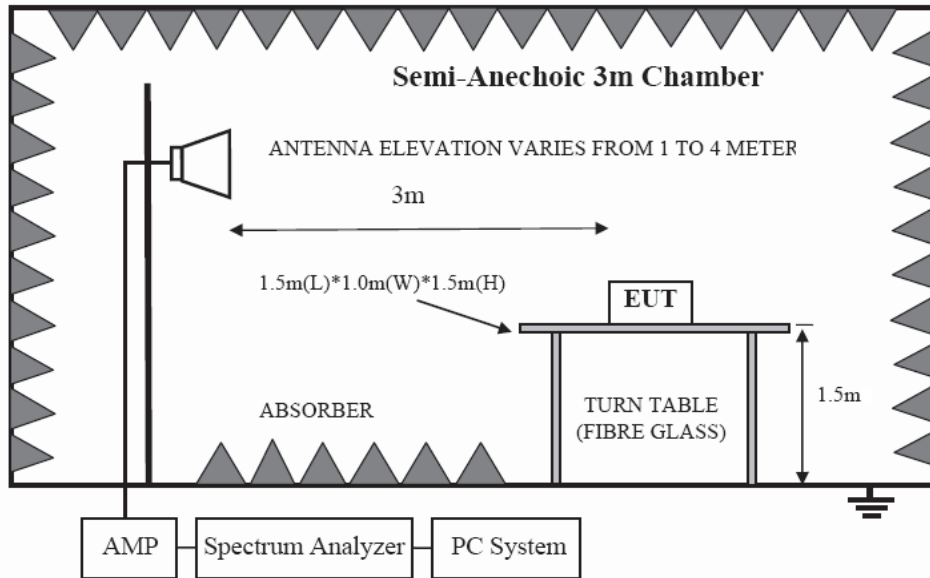 Semi-Anechoic 3m Chamber
ANTENNA ELEVATION VARIES FROM 1 TO 4 METER
3m
1.5m(L)*1.0m(W)*1.5m(H)
EUT
1.5m
ABSORBER
TURN TABLE
(FIBRE GLASS)
AMP
Spectrum Analyzer
PC System